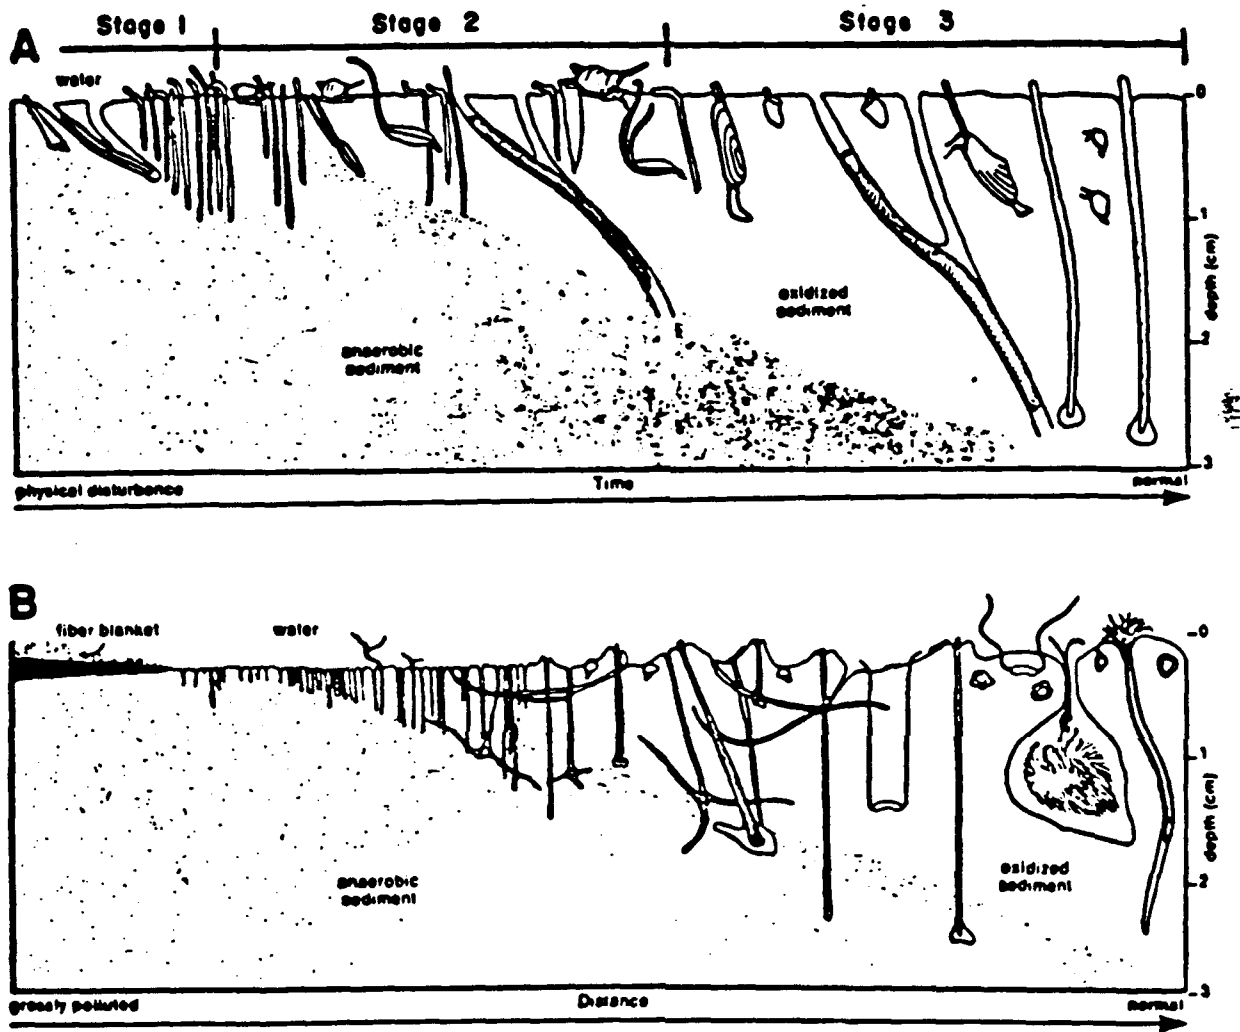 A
Stage 1
Stage 2
Stage 3
water
0
1
depth (cm)
2
3
oxidized
sediment
anaerobic
sediment
physical disturbance
Time
normal
B
fiber blanket
water
0
1
depth (cm)
2
3
anaerobic
sediment
oxidized
sediment
grossly polluted
Distance
normal